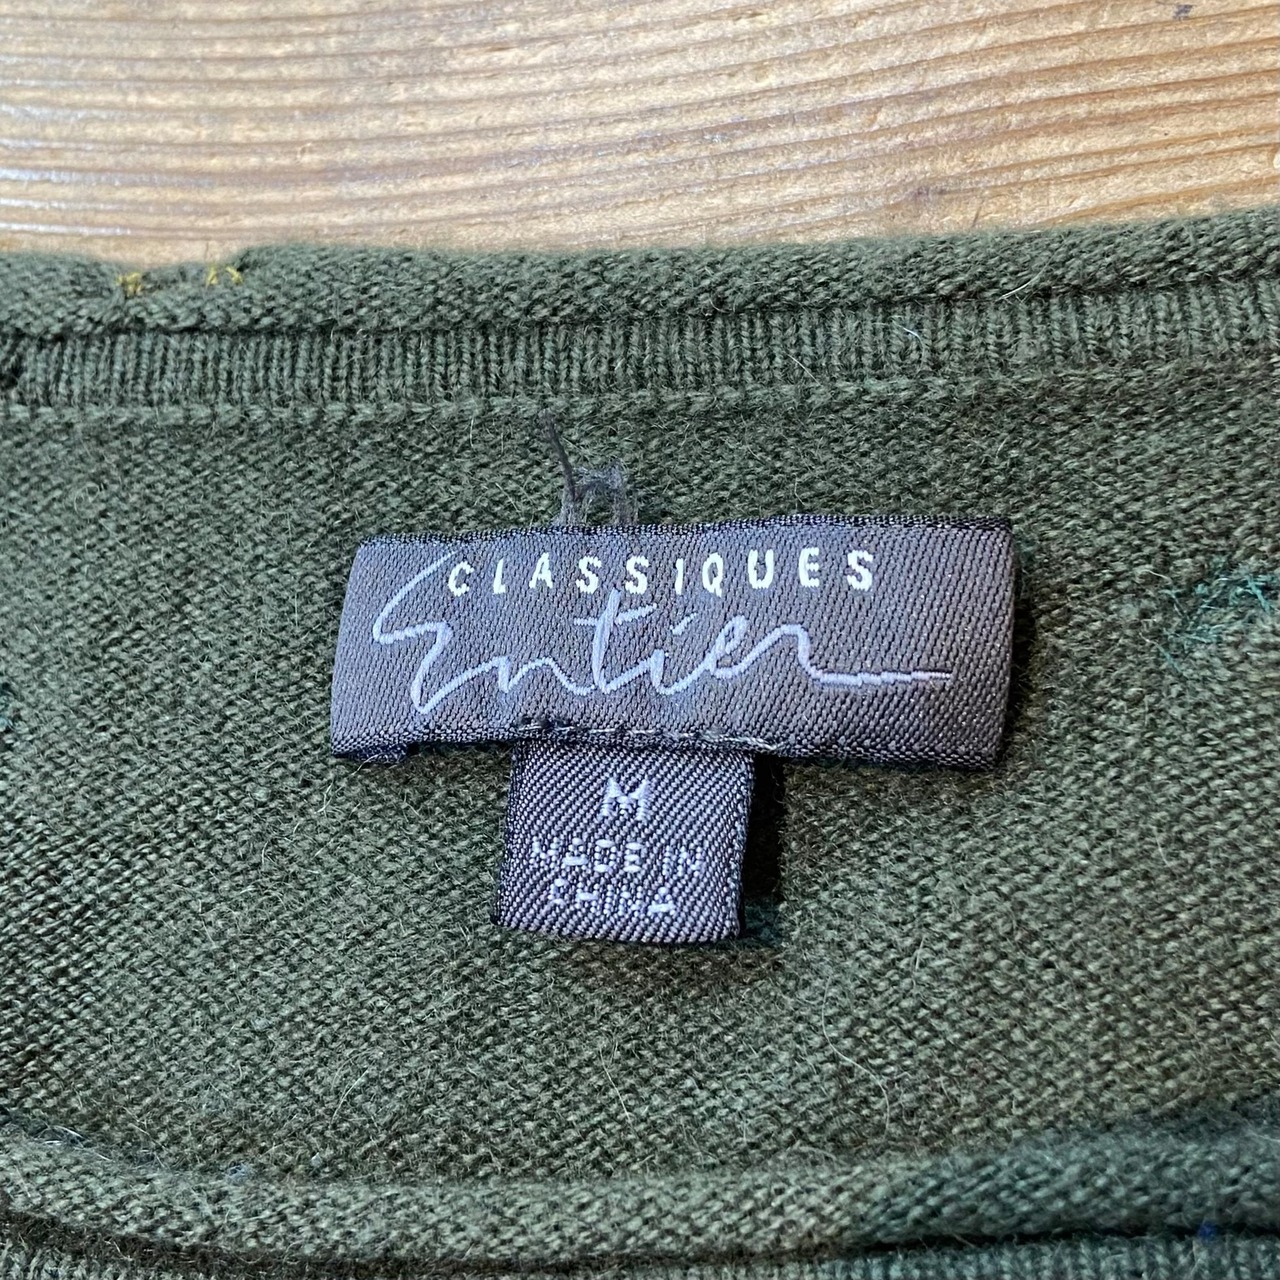 CLASSIQUES
Entier
M
MADE IN
CHINA